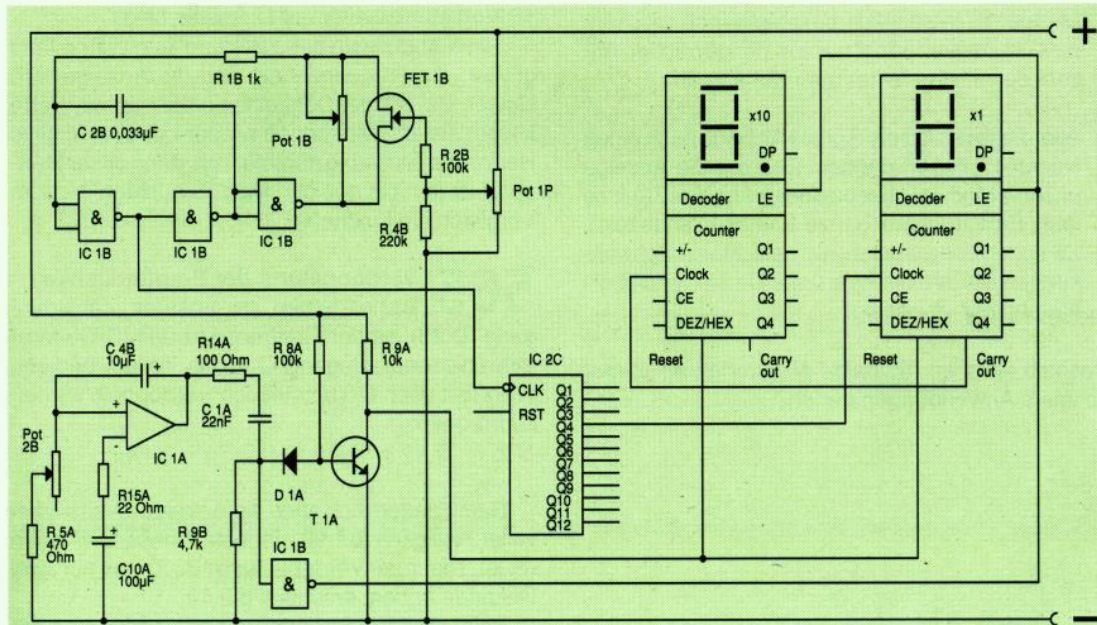 +
R 1B 1k
FET 1B
C 2B 0,033µF
Pot 1B
R 2B
100k
Pot 1P
R 4B
220k
&
IC 1B
&
IC 1B
&
IC 1B
x10
DP
Decoder
LE
Counter
+/-
Q1
Clock
Q2
CE
Q3
DEZ/HEX
Q4
Reset
Carry
out
x1
DP
Decoder
LE
Counter
+/-
Q1
Clock
Q2
CE
Q3
DEZ/HEX
Q4
Reset
Carry
out
C 4B
10µF
R14A
100 Ohm
R 8A
100k
R 9A
10k
C 1A
22nF
+
+
-
IC 1A
Pot
2B
R15A
22 Ohm
D 1A
T 1A
R 5A
470
Ohm
+
C10A
100µF
R 9B
4,7k
IC 1B
&
IC 2C
CLK
RST
Q1
Q2
Q3
Q4
Q5
Q6
Q7
Q8
Q9
Q10
Q11
Q12
−